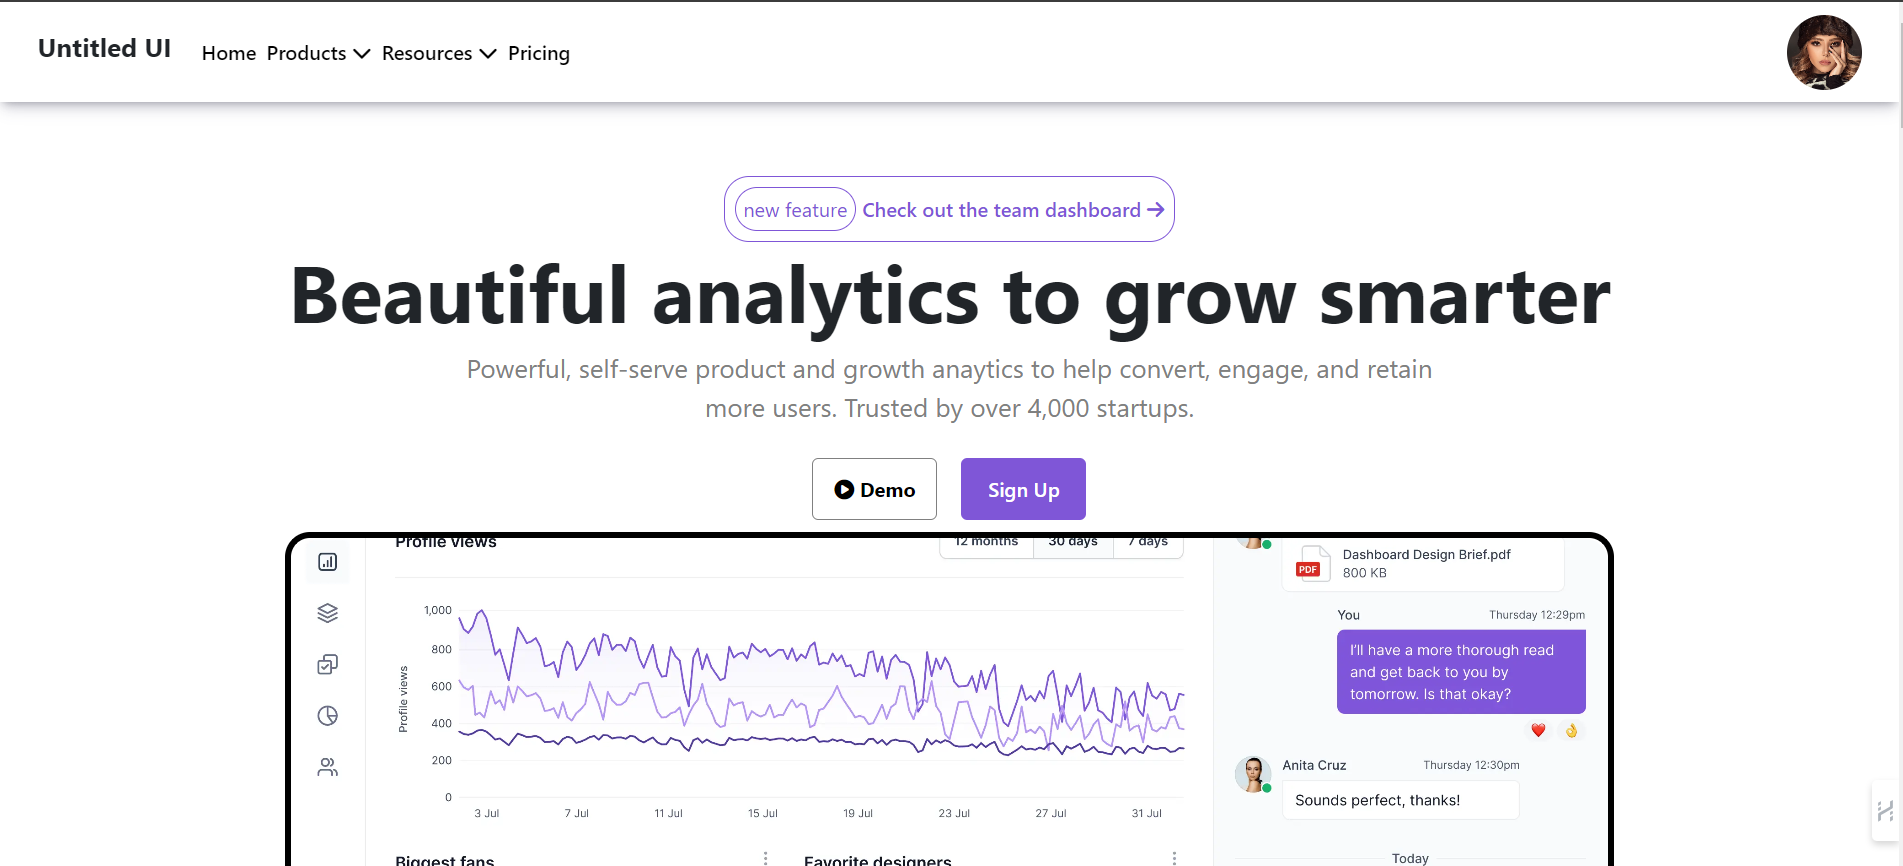 Untitled UI
Home Products Resources Pricing
new feature Check out the team dashboard
Beautiful analytics to grow smarter
Powerful, self-serve product and growth anaytics to help convert, engage, and retain
more users. Trusted by over 4,000 startups.
Demo Sign Up
Profile views
12 months 30 days 7 days
1,000
800
600
400
200
0
Profile views
3 Jul 7 Jul 11 Jul 15 Jul 19 Jul 23 Jul 27 Jul 31 Jul
Biggest fans
Favorite designers
PDF
Dashboard Design Brief.pdf
800 KB
You Thursday 12:29pm
I'll have a more thorough read
and get back to you by
tomorrow. Is that okay?
Anita Cruz Thursday 12:30pm
Sounds perfect, thanks!
Today